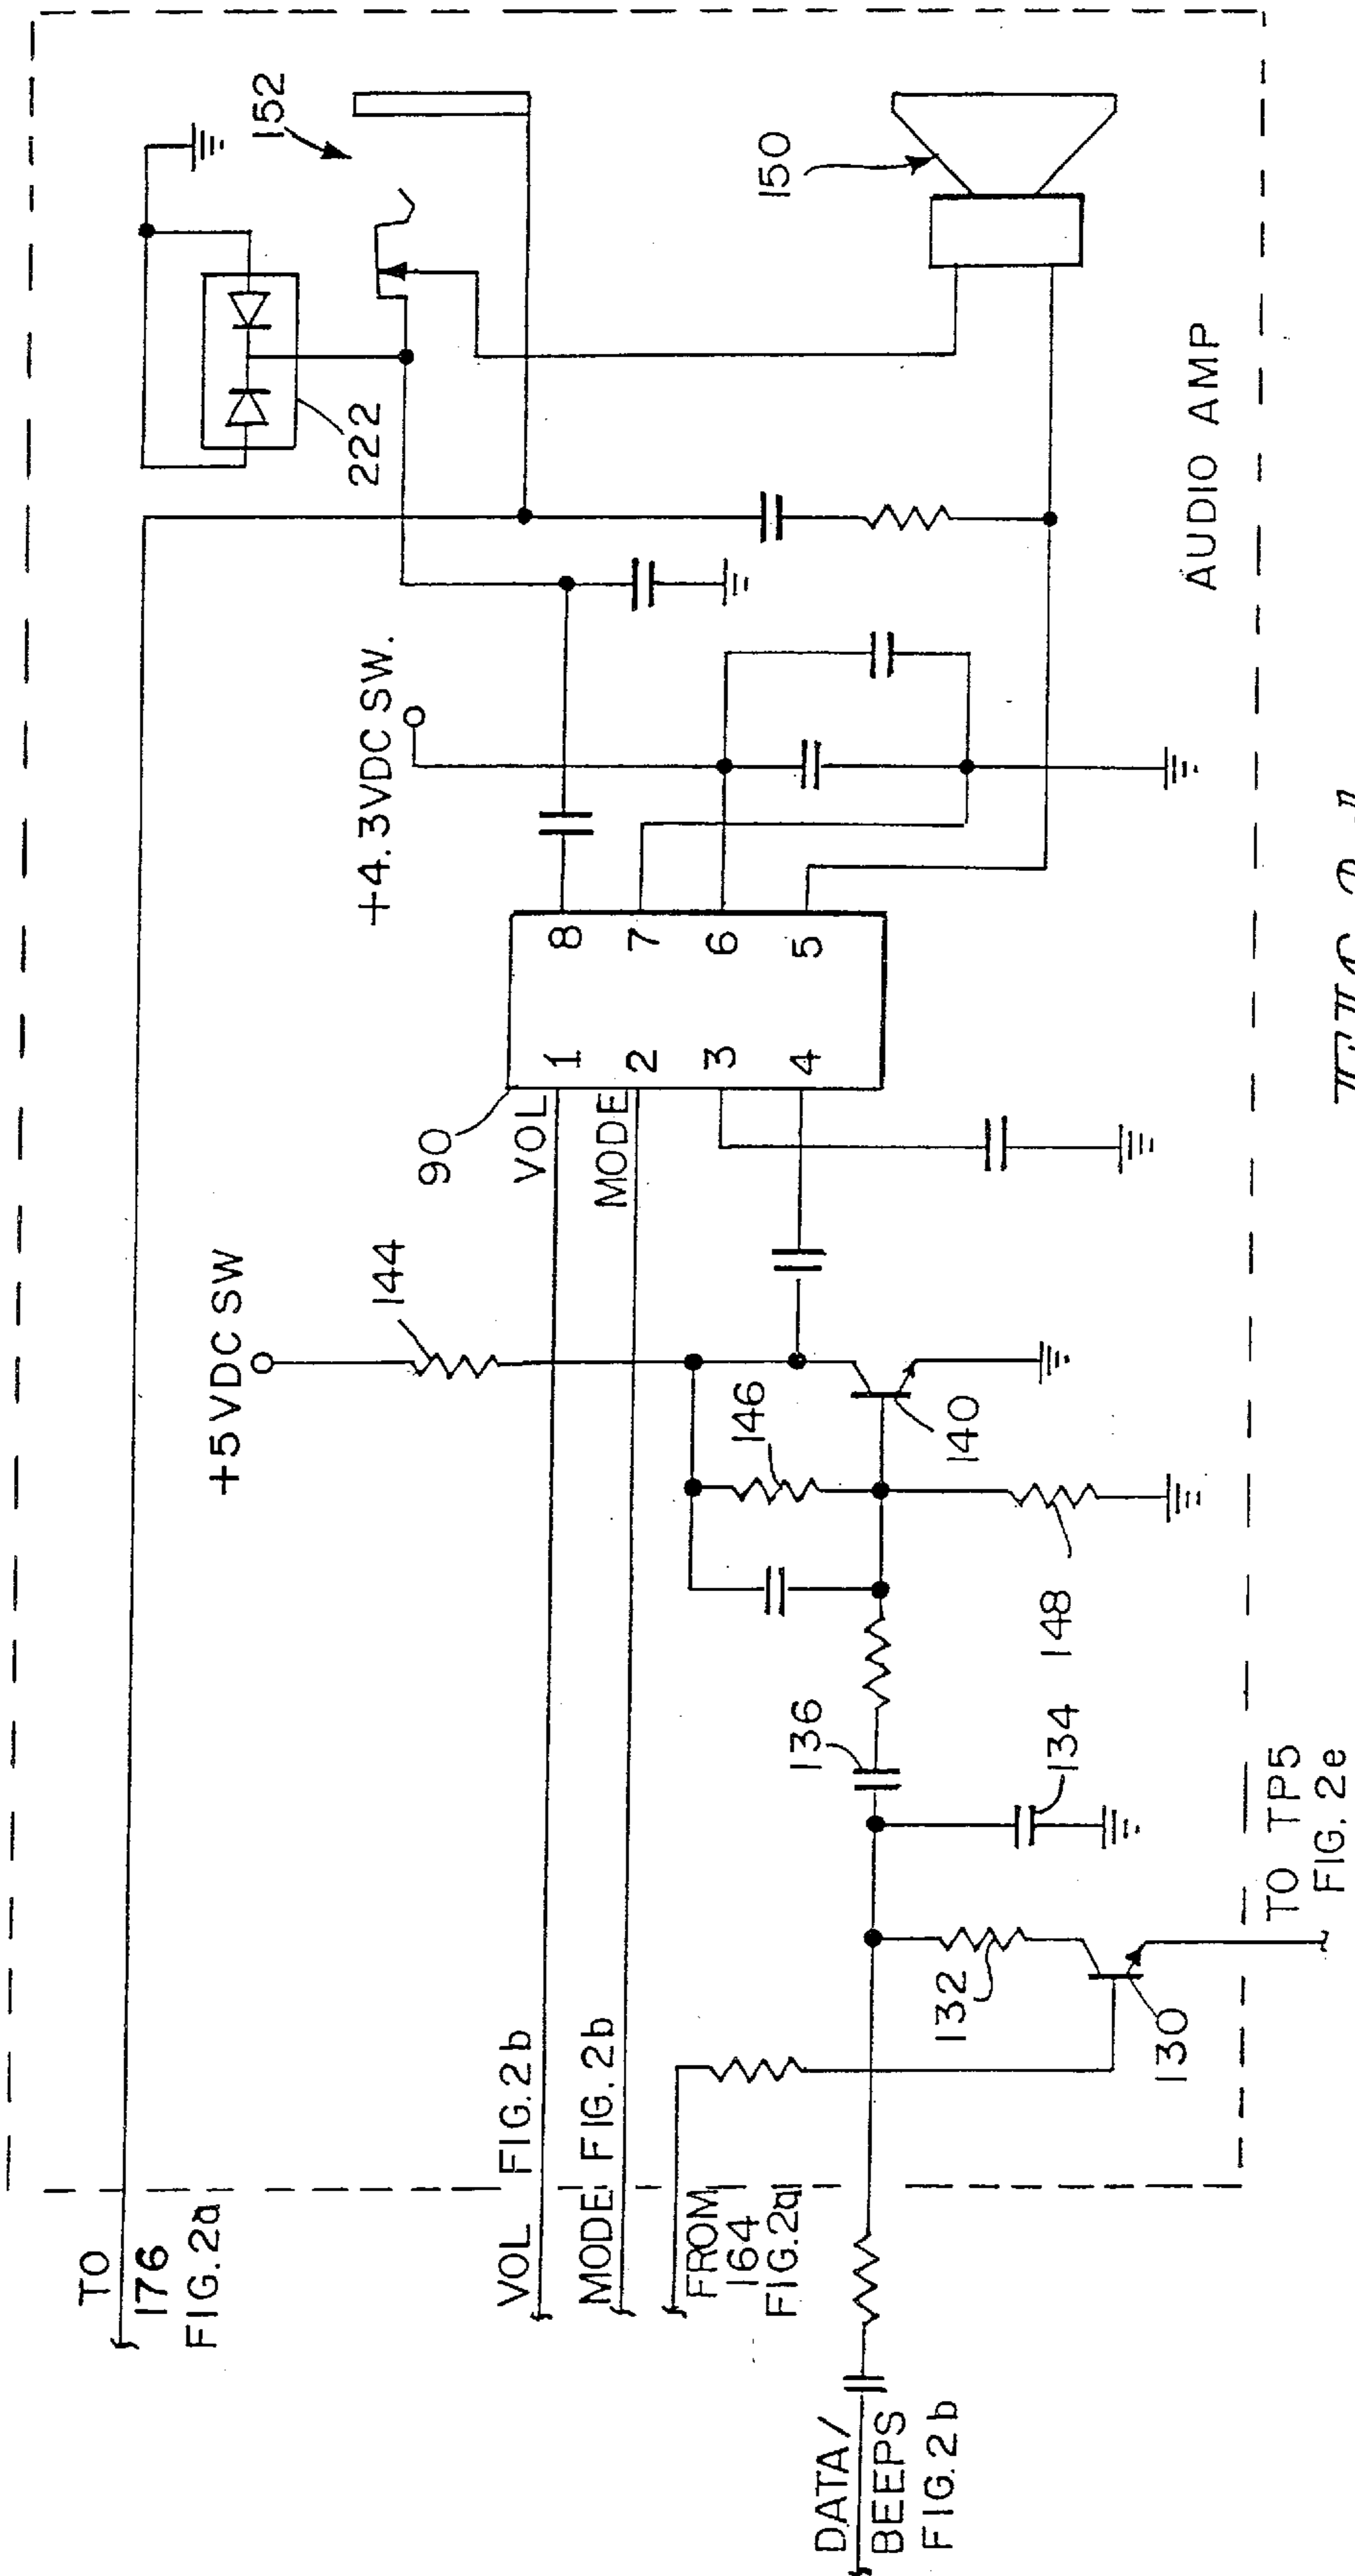 TO
176
FIG.2a
152
222
+5VDC SW
144
+4.3VDC SW.
90
VOL FIG.2b
VOL
1
8
MODE FIG.2b
MODE
2
7
3
6
4
5
FROM
164
FIG.2a
146
150
136
140
DATA/
BEEPS
FIG.2b
132
134
148
130
AUDIO AMP
TO TP5
FIG. 2e